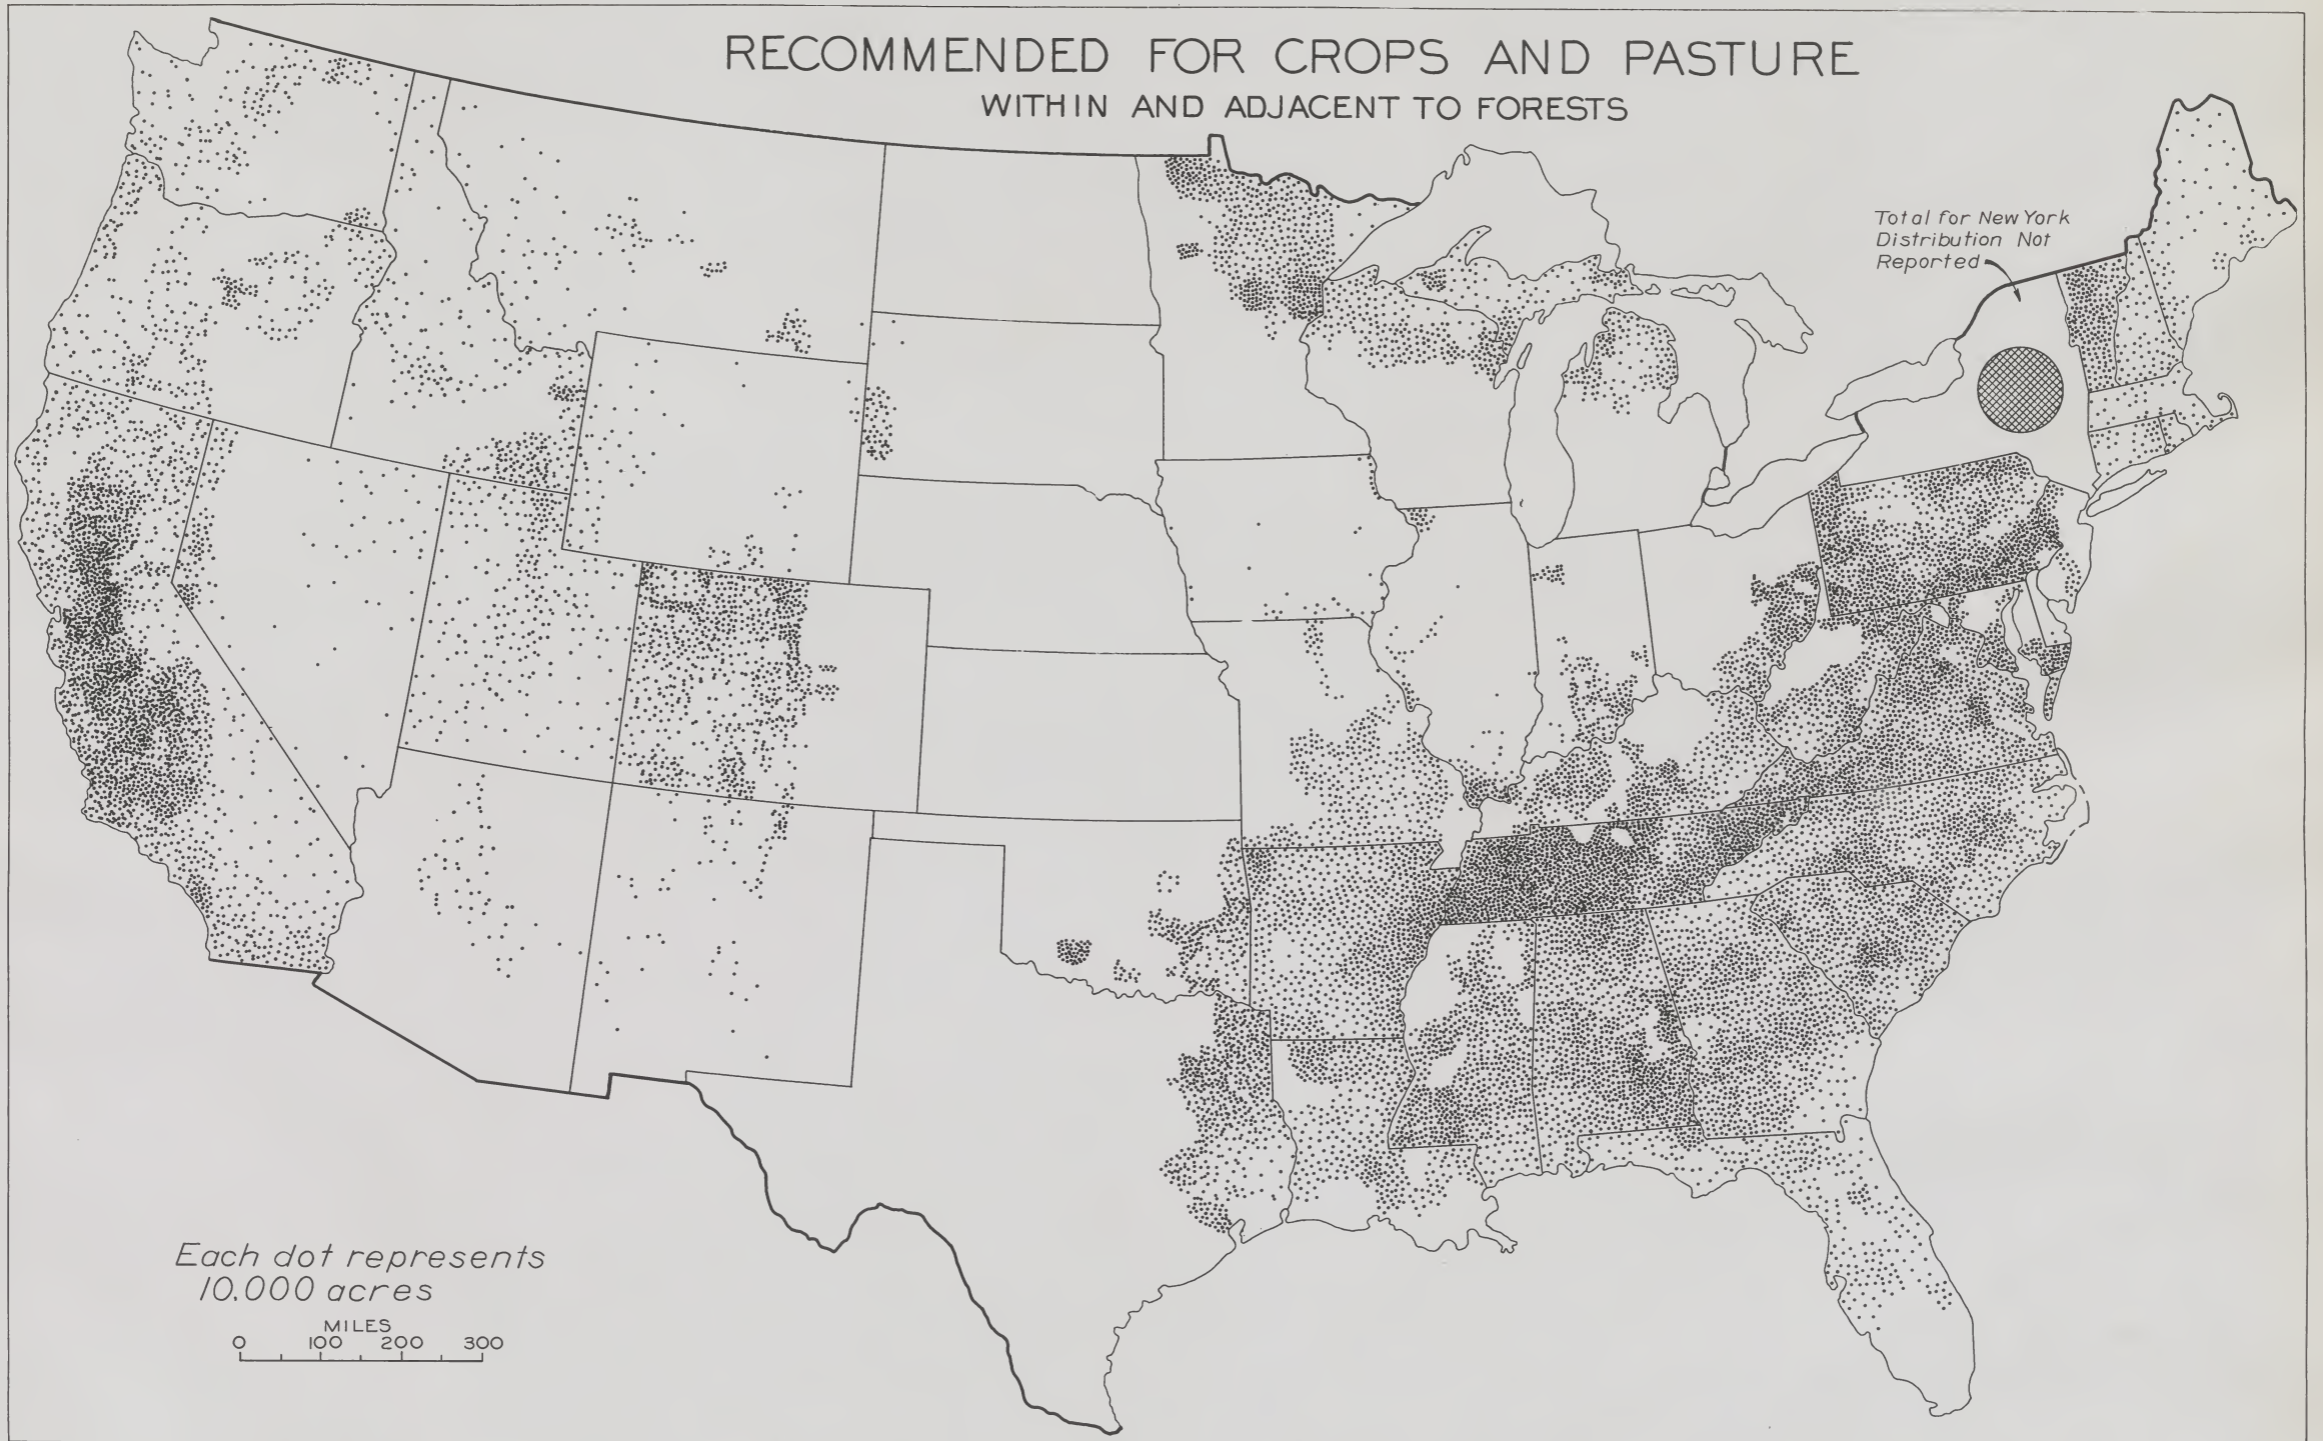 RECOMMENDED FOR CROPS AND PASTURE
WITHIN AND ADJACENT TO FORESTS
Total for New York
Distribution Not
Reported
Each dot represents
10,000 acres
MILES
0 100 200 300